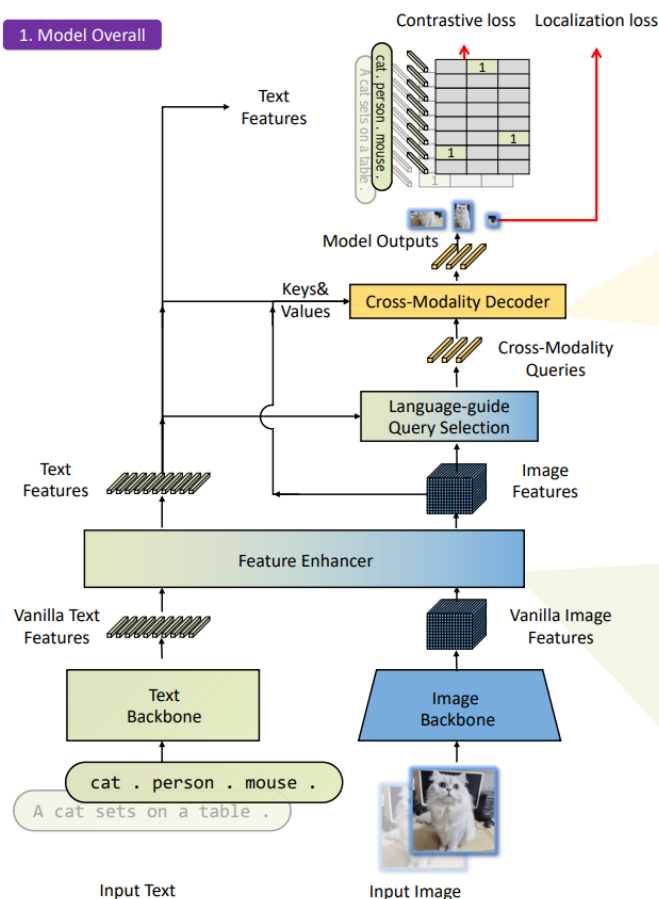 1. Model Overall
Contrastive loss
Localization loss
Text
Features
cat . person . mouse .
A cat sets on a table .
1
1
1
1
Model Outputs
Keys&
Values
Cross-Modality Decoder
Cross-Modality
Queries
Language-guide
Query Selection
Text
Features
Image
Features
Feature Enhancer
Vanilla Text
Features
Vanilla Image
Features
Text
Backbone
Image
Backbone
cat . person . mouse .
A cat sets on a table .
Input Text
Input Image